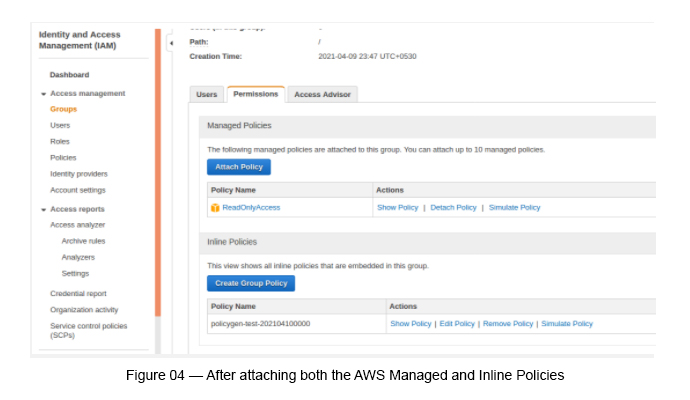 Identity and Access
Management (IAM)
Dashboard
Access management
Groups
Users
Roles
Policies
Identity providers
Account settings
Access reports
Access analyzer
Archive rules
Analyzers
Settings
Credential report
Organization activity
Service control policies
(SCPs)
Path: /
Creation Time: 2021-04-09 23:47 UTC+0530
Users Permissions Access Advisor
Managed Policies
The following managed policies are attached to this group. You can attach up to 10 managed policies.
Attach Policy
Policy Name Actions
ReadOnlyAccess Show Policy | Detach Policy | Simulate Policy
Inline Policies
This view shows all inline policies that are embedded in this group.
Create Group Policy
Policy Name Actions
policygen-test-202104100000 Show Policy | Edit Policy | Remove Policy | Simulate Policy
Figure 04 — After attaching both the AWS Managed and Inline Policies